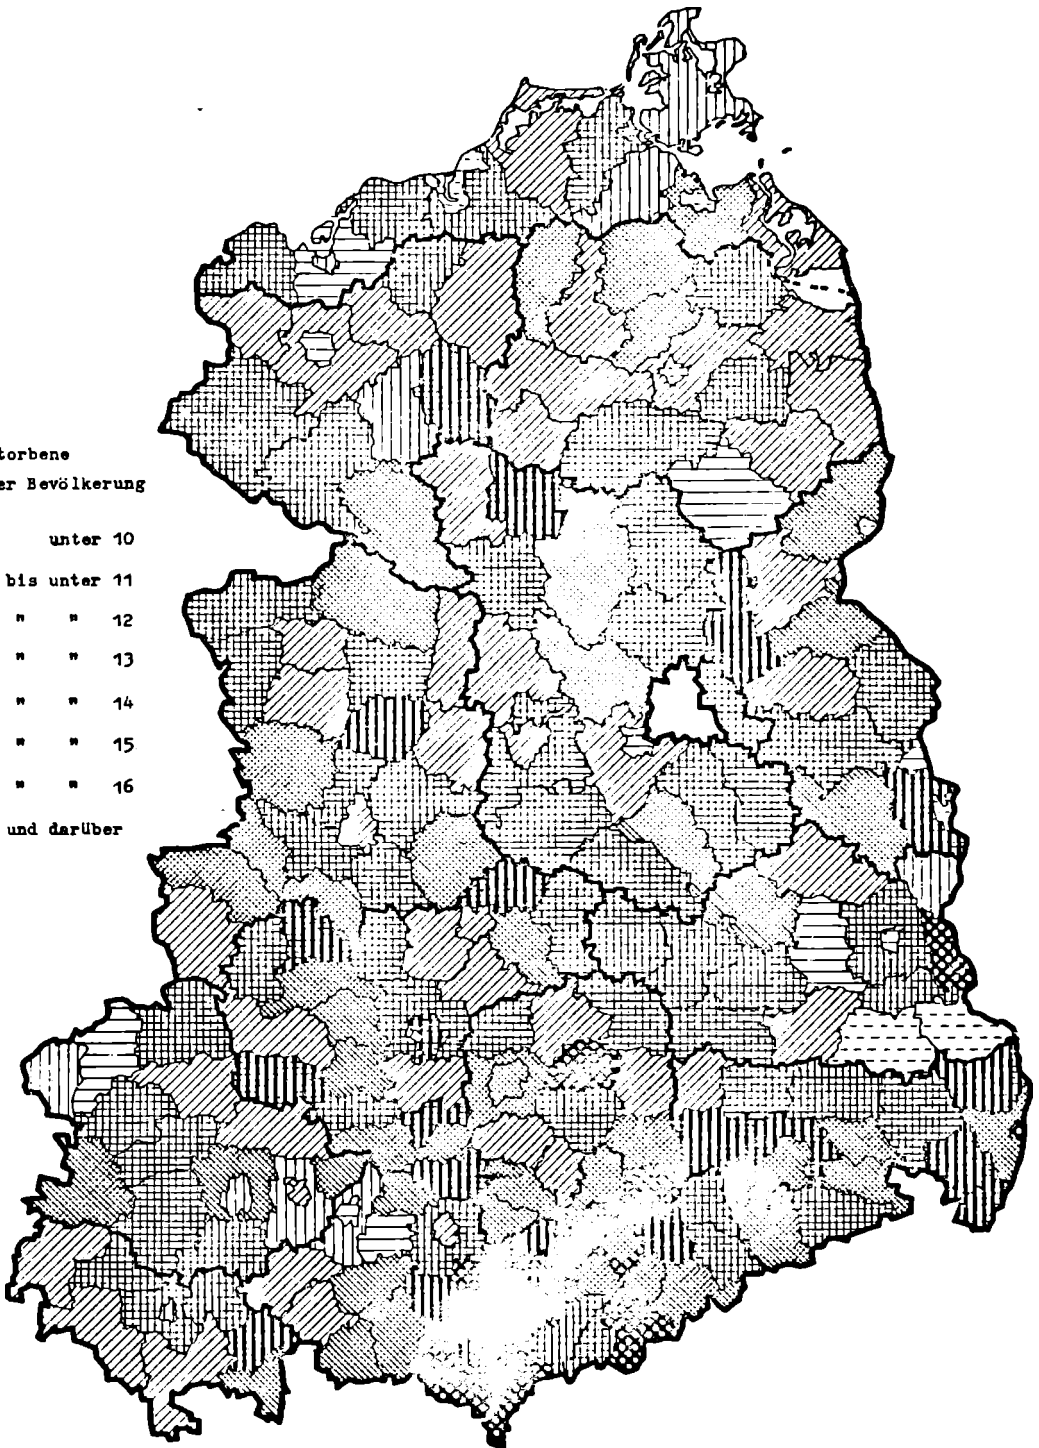 torbene
er Bevölkerung
unter 10
bis unter 11
" " 12
" " 13
" " 14
" " 15
" " 16
und darüber